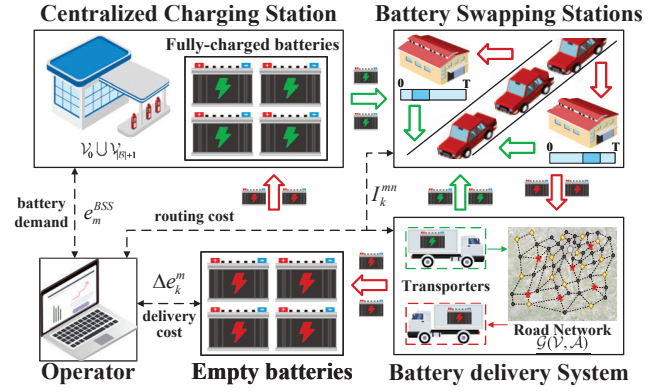 Centralized Charging Station
Battery Swapping Stations
Fully-charged batteries
0 T
0 T
𝒱₀ ∪ 𝒱_{|S|+1}
battery
demand
e_m^{BSS}
routing cost
I_k^{mn}
Δe_k^m
delivery
cost
Transporters
Road Network
𝒢(𝒱, 𝒜)
Operator
Empty batteries
Battery delivery System